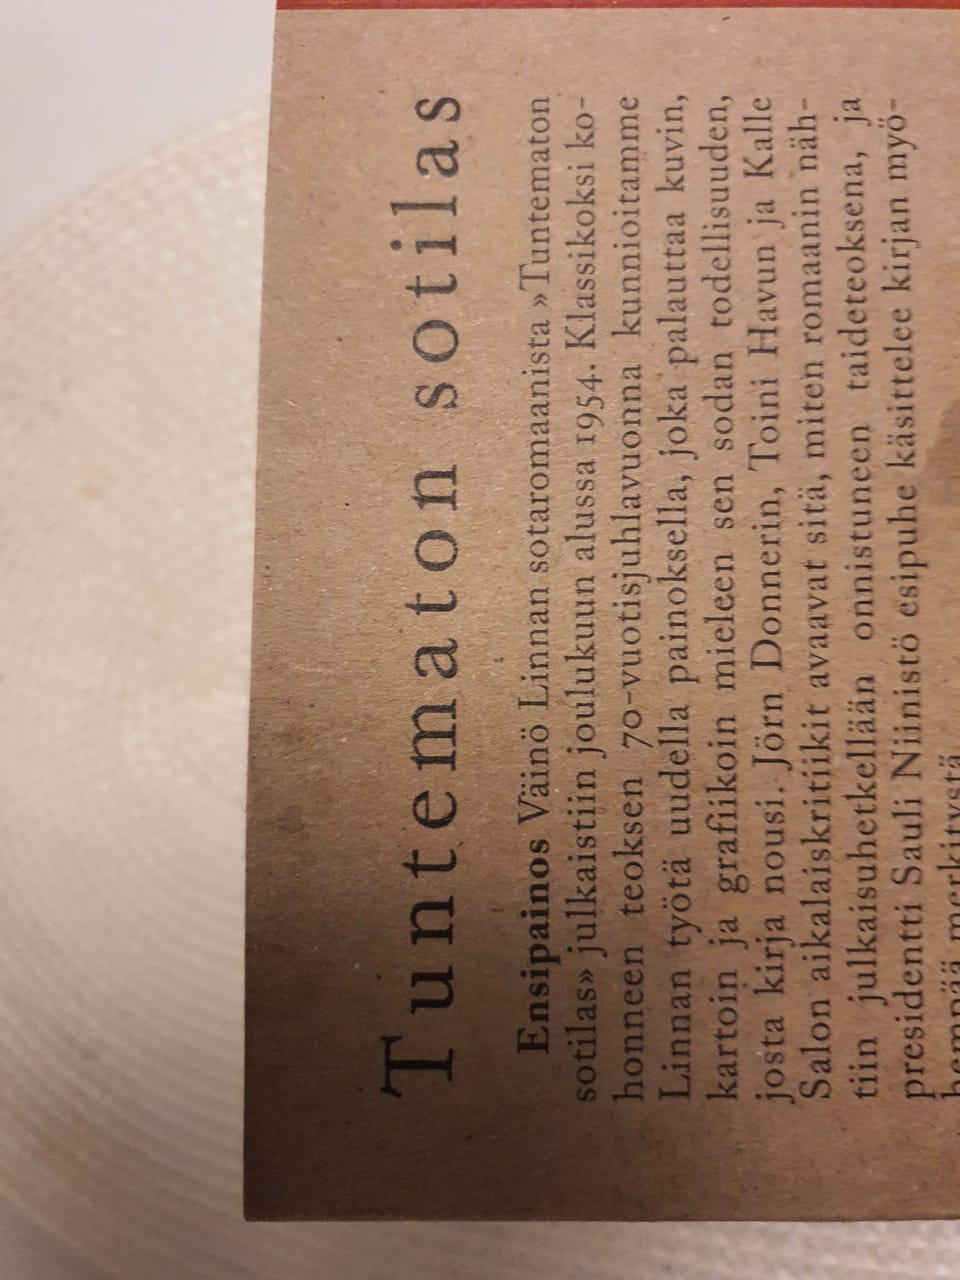 Tuntematon sotilas
Ensipainos Väinö Linnan sotaromaanista »Tuntematon
sotilas» julkaistiin joulukuun alussa 1954. Klassikoksi ko-
honneen teoksen 70-vuotisjuhlavuonna kunnioitamme
Linnan työtä uudella painoksella, joka palauttaa kuvin,
kartoin ja grafiikoin mieleen sen sodan todellisuuden,
josta kirja nousi. Jörn Donnerin, Toini Havun ja Kalle
Salon aikalaiskritiikit avaavat sitä, miten romaanin näh-
tiin julkaisuhetkellään onnistuneen taideteoksena, ja
presidentti Sauli Niinistö esipuhe käsittelee kirjan myö-
hempää merkitystä